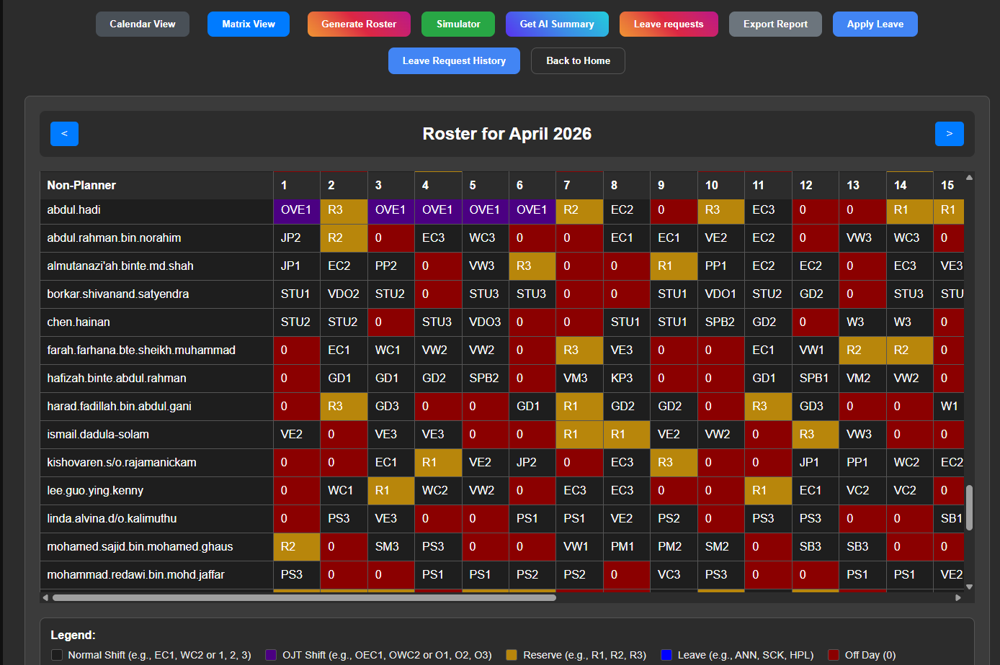 Calendar View Matrix View Generate Roster Simulator Get AI Summary Leave requests Export Report Apply Leave
Leave Request History Back to Home
< Roster for April 2026 >
Non-Planner 1 2 3 4 5 6 7 8 9 10 11 12 13 14 15
abdul.hadi OVE1 R3 OVE1 OVE1 OVE1 OVE1 R2 EC2 0 R3 EC3 0 0 R1 R1
abdul.rahman.bin.norahim JP2 R2 0 EC3 WC3 0 0 EC1 EC1 VE2 EC2 0 VW3 WC3 0
almutanazi'ah.binte.md.shah JP1 EC2 PP2 0 VW3 R3 0 0 R1 PP1 EC2 EC2 0 EC3 VE3
borkar.shivanand.satyendra STU1 VDO2 STU2 0 STU3 STU3 0 0 STU1 VDO1 STU2 GD2 0 STU3 STU
chen.hainan STU2 STU2 0 STU3 VDO3 0 0 STU1 STU1 SPB2 GD2 0 W3 W3 0
farah.farhana.bte.sheikh.muhammad 0 EC1 WC1 VW2 VW2 0 R3 VE3 0 0 EC1 VW1 R2 R2 0
hafizah.binte.abdul.rahman 0 GD1 GD1 GD2 SPB2 0 VM3 KP3 0 0 GD1 SPB1 VM2 VW2 0
harad.fadillah.bin.abdul.gani 0 R3 GD3 0 0 GD1 R1 GD2 GD2 0 R3 GD3 0 0 W1
ismail.dadula-solam VE2 0 VE3 VE3 0 0 R1 R1 VE2 VW2 0 R3 VW3 0 0
kishovaren.s/o.rajamanickam 0 0 EC1 R1 VE2 JP2 0 EC3 R3 0 0 JP1 PP1 WC2 EC2
lee.guo.ying.kenny 0 WC1 R1 WC2 VW2 0 EC3 EC3 0 0 R1 EC1 VC2 VC2 0
linda.alvina.d/o.kalimuthu 0 PS3 VE3 0 0 PS1 PS1 VE2 PS2 0 PS3 PS3 0 0 SB1
mohamed.sajid.bin.mohamed.ghaus R2 0 SM3 PS3 0 0 VW1 PM1 PM2 SM2 0 SB3 SB3 0 0
mohammad.redawi.bin.mohd.jaffar PS3 0 0 PS1 PS1 PS2 PS2 0 VC3 PS3 0 0 PS1 PS1 VE2
Legend:
Normal Shift (e.g., EC1, WC2 or 1, 2, 3) OJT Shift (e.g., OEC1, OWC2 or O1, O2, O3) Reserve (e.g., R1, R2, R3) Leave (e.g., ANN, SCK, HPL) Off Day (0)